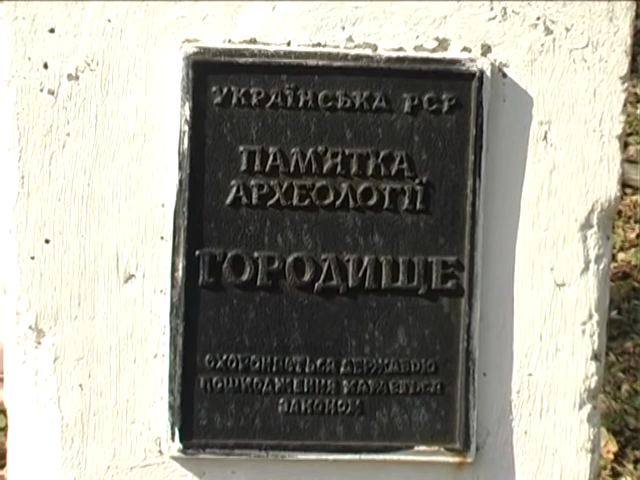 УКРАЇНСЬКА РСР
ПАМ'ЯТКА
АРХЕОЛОГІЇ
ГОРОДИЩЕ
ОХОРОНЯЄТЬСЯ ДЕРЖАВОЮ
ПОШКОДЖЕННЯ КАРАЄТЬСЯ
ЗАКОНОМ